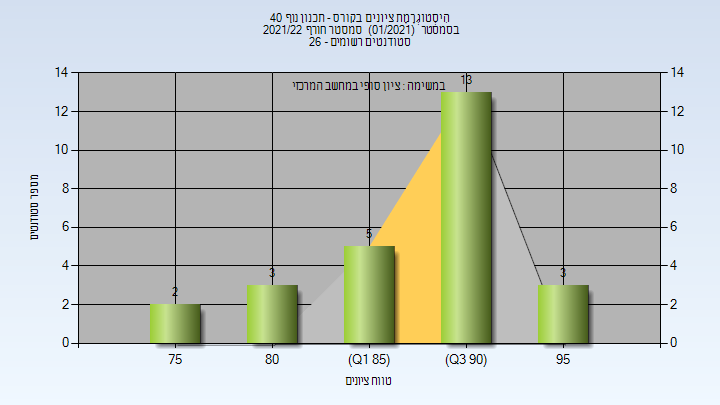 היסטוגרמת ציונים בקורס - תכנון נוף 40
בסמסטר (01/2021) סמסטר חורף 2021/22
סטודנטים רשומים - 26
במשימה : ציון סופי במחשב המרכזי
14 14
12 12
10 10
8 8
6 6
4 4
2 2
0 0
2 3 5 13 3
מספר סטודנטים
75 80 (Q1 85) (Q3 90) 95
טווח ציונים